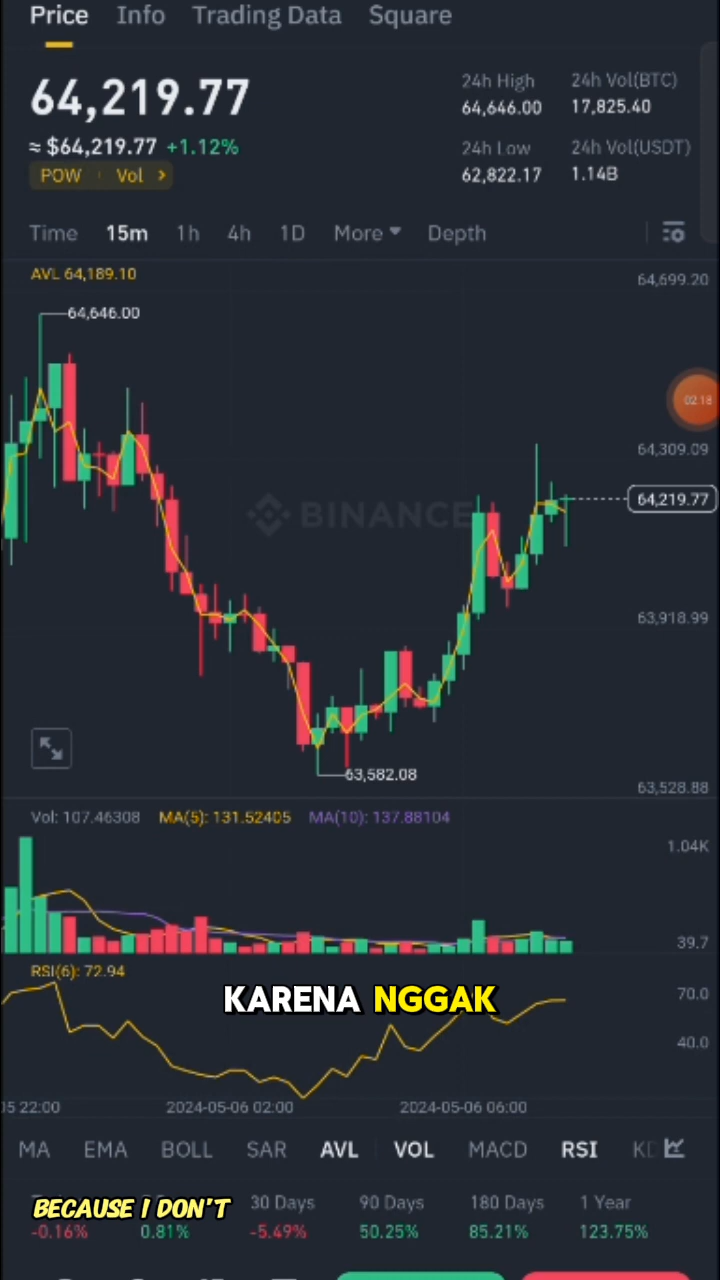 Price Info Trading Data Square
64,219.77
≈ $64,219.77 +1.12%
POW Vol >
24h High 24h Vol(BTC)
64,646.00 17,825.40
24h Low 24h Vol(USDT)
62,822.17 1.14B
Time 15m 1h 4h 1D More Depth
AVL 64,189.10
64,699.20
64,646.00
02:18
64,309.09
64,219.77
BINANCE
63,918.99
63,582.08
63,528.88
Vol: 107.46308 MA(5): 131.52405 MA(10): 137.88104
1.04K
39.7
RSI(6): 72.94
KARENA NGGAK
70.0
40.0
05 22:00 2024-05-06 02:00 2024-05-06 06:00
MA EMA BOLL SAR AVL VOL MACD RSI
BECAUSE I DON'T
30 Days 90 Days 180 Days 1 Year
-0.16% 0.81% -5.49% 50.25% 85.21% 123.75%